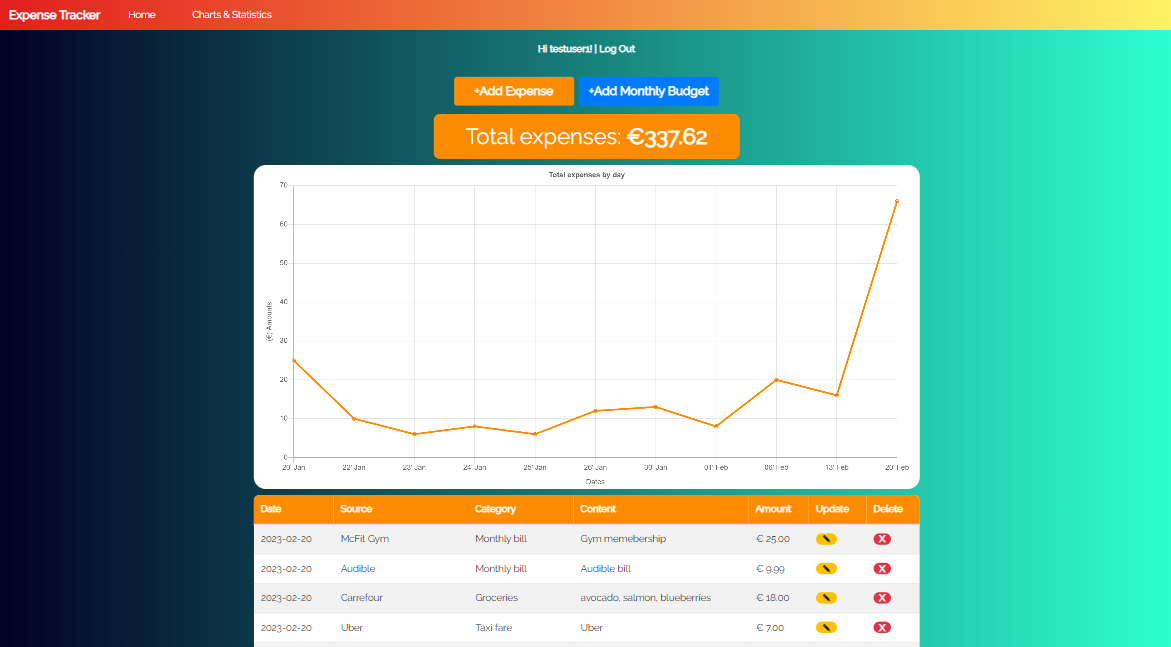 Expense Tracker Home Charts & Statistics
Hi testuser1! | Log Out
+Add Expense +Add Monthly Budget
Total expenses: €337.62
Total expenses by day
70
60
50
40
30
20
10
0
(€) Amounts
20' Jan 22' Jan 23' Jan 24' Jan 25' Jan 26' Jan 30' Jan 01' Feb 06' Feb 13' Feb 20' Feb
Dates
Date Source Category Content Amount Update Delete
2023-02-20 McFit Gym Monthly bill Gym memebership € 25.00 X
2023-02-20 Audible Monthly bill Audible bill € 9.99 X
2023-02-20 Carrefour Groceries avocado, salmon, blueberries € 18.00 X
2023-02-20 Uber Taxi fare Uber € 7.00 X